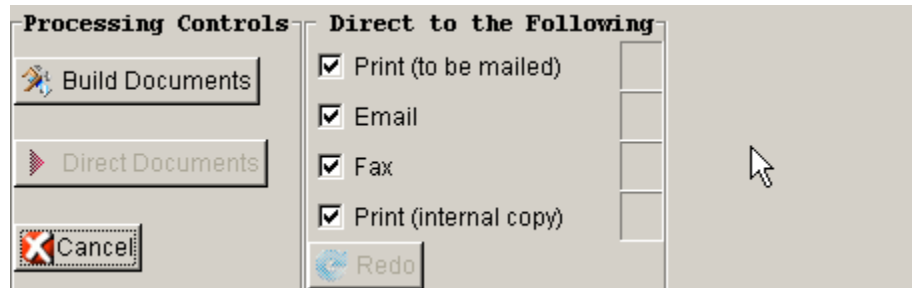 Processing Controls
Build Documents
Direct Documents
Cancel
Direct to the Following
Print (to be mailed)
Email
Fax
Print (internal copy)
Redo